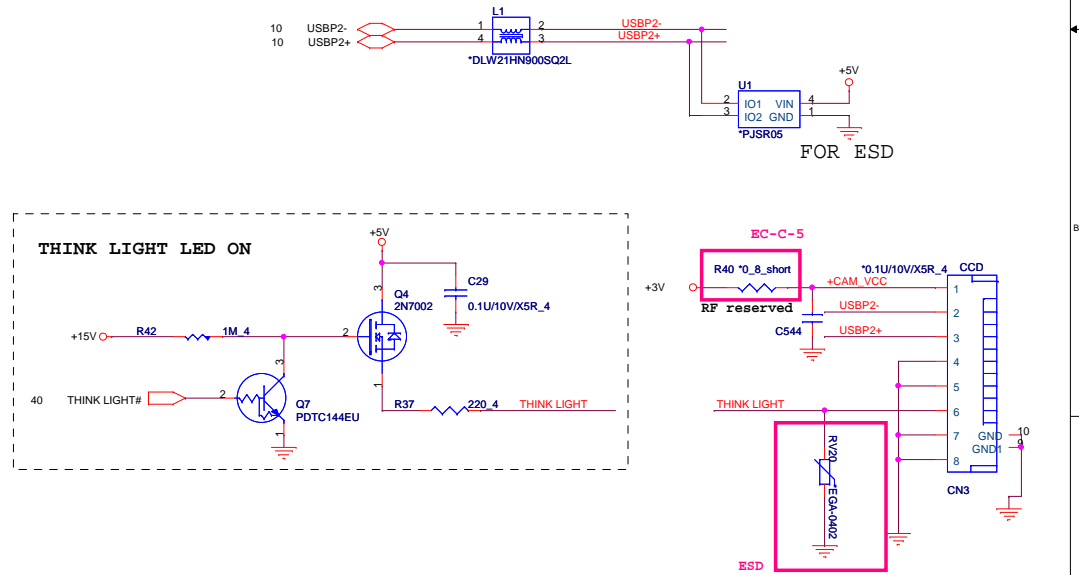 L1
10 USBP2- 1 2 USBP2-
10 USBP2+ 4 3 USBP2+
*DLW21HN900SQ2L
+5V
U1
2 IO1 VIN 4
3 IO2 GND 1
*PJSR05
FOR ESD
B
THINK LIGHT LED ON
+5V
3
C29
0.1U/10V/X5R_4
Q4
2N7002
+15V R42 1M_4 2
3
1
40 THINK LIGHT# 2
Q7
PDTC144EU
1
R37 220_4 THINK LIGHT
EC-C-5
R40 *0_8_short
*0.1U/10V/X5R_4
CCD
+3V
+CAM_VCC 1
RF reserved
USBP2- 2
C544
USBP2+ 3
4
5
THINK LIGHT 6
7
8
GND 10
GND1 9
CN3
RV20
*EGA-0402
ESD